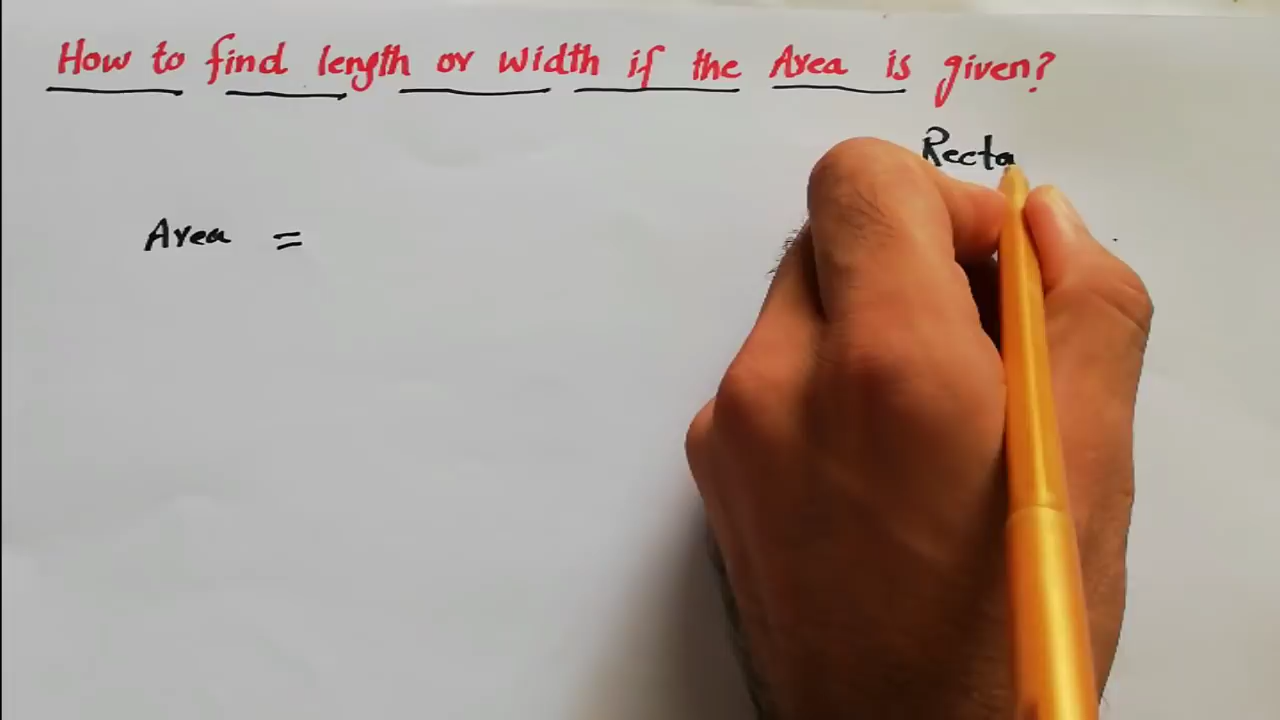 How to find length or width if the Area is given?
Recta
Area =